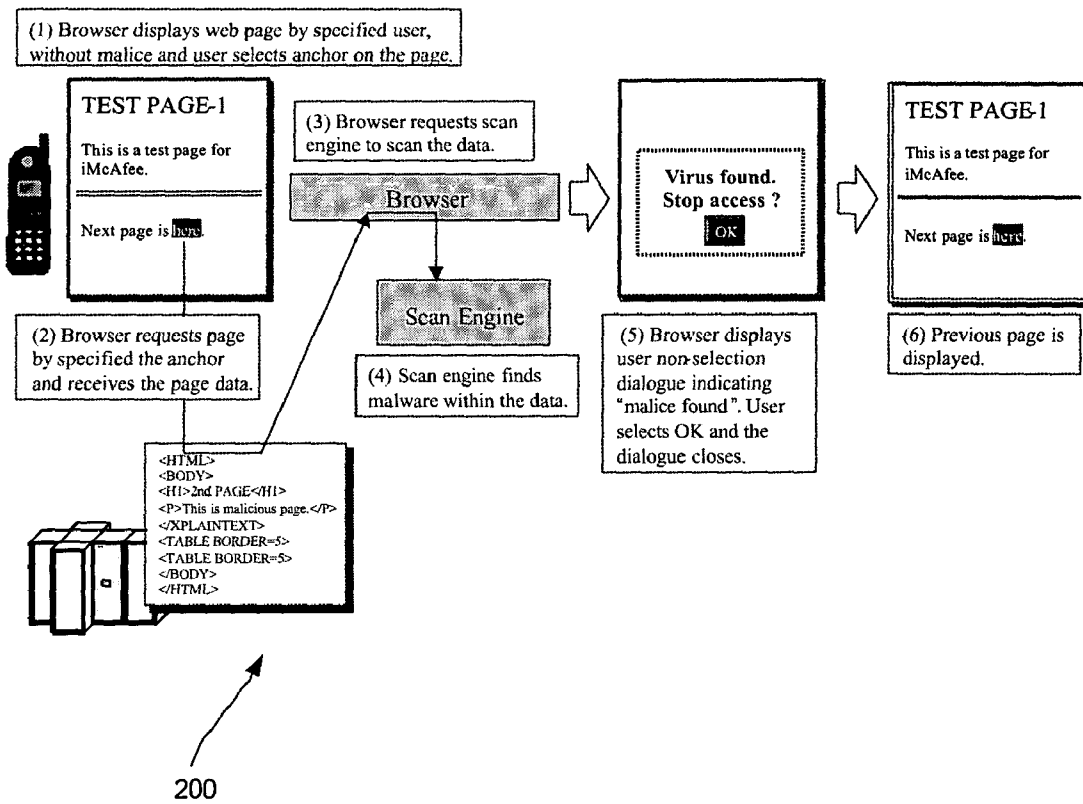 (1) Browser displays web page by specified user,
without malice and user selects anchor on the page.
TEST PAGE-1
This is a test page for
iMcAfee.
Next page is here.
(2) Browser requests page
by specified the anchor
and receives the page data.
<HTML>
<BODY>
<H1>2nd PAGE</H1>
<P>This is malicious page.</P>
</XPLAINTEXT>
<TABLE BORDER=5>
<TABLE BORDER=5>
</BODY>
</HTML>
(3) Browser requests scan
engine to scan the data.
Browser
Scan Engine
(4) Scan engine finds
malware within the data.
Virus found.
Stop access ?
OK
(5) Browser displays
user non-selection
dialogue indicating
"malice found". User
selects OK and the
dialogue closes.
TEST PAGE-1
This is a test page for
iMcAfee.
Next page is here.
(6) Previous page is
displayed.
200